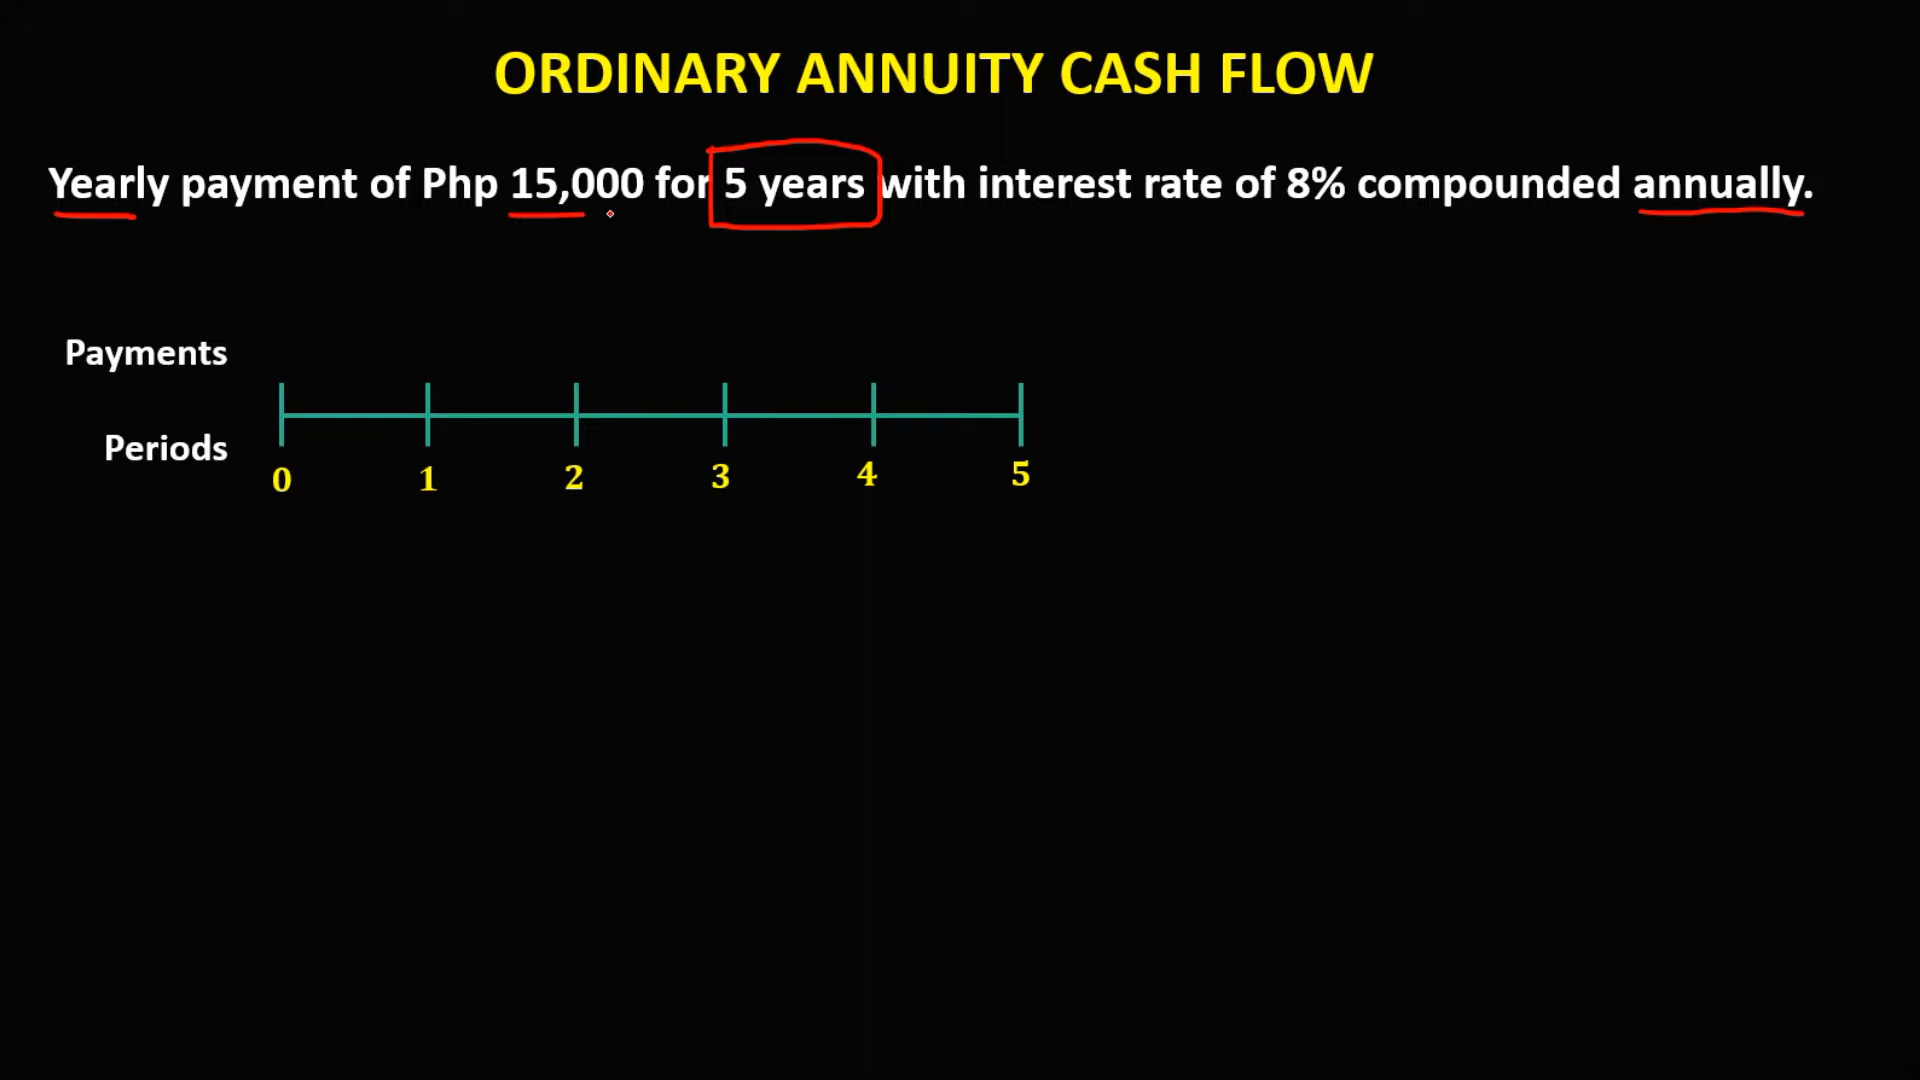 ORDINARY ANNUITY CASH FLOW
Yearly payment of Php 15,000 for 5 years with interest rate of 8% compounded annually.
Payments
Periods
0 1 2 3 4 5